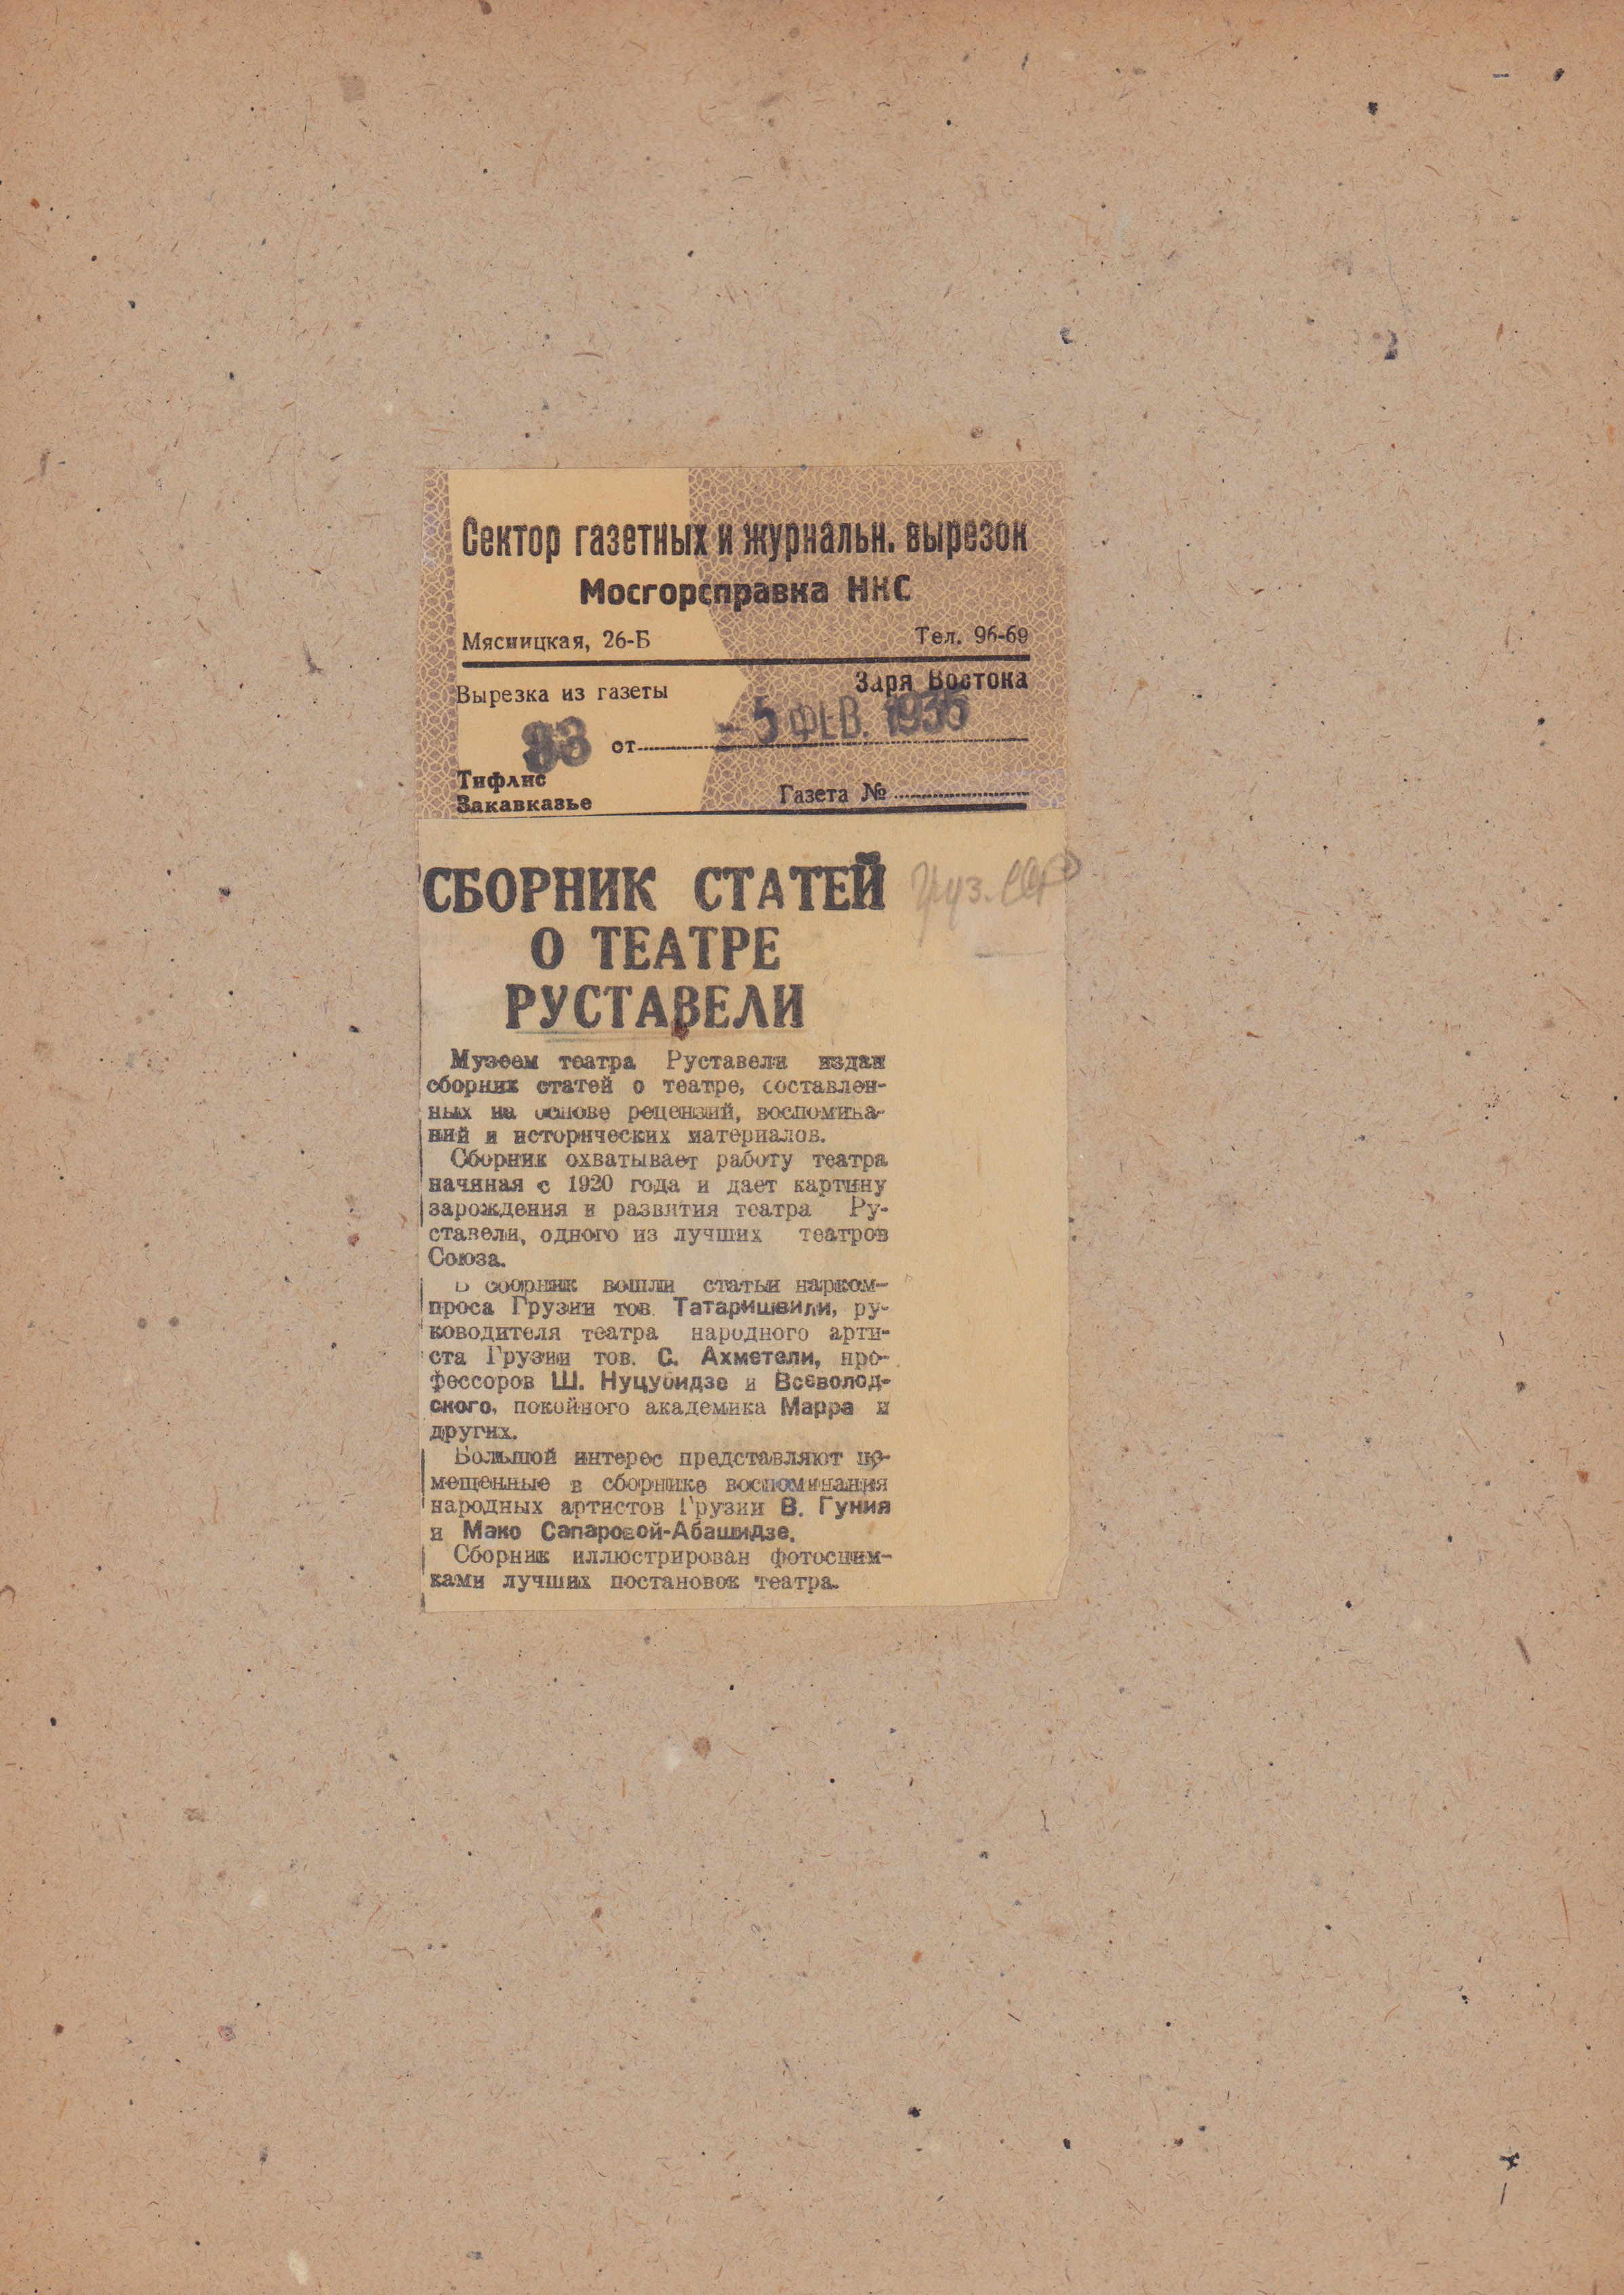 Сектор газетных и журнальн. вырезок
Мосгорсправка НКС
Мясницкая, 26-Б Тел. 96-69
Вырезка из газеты Заря Востока
от - 5 ФЕВ. 1935
Тифлис
Закавказье Газета №
СБОРНИК СТАТЕЙ
О ТЕАТРЕ
РУСТАВЕЛИ
Груз. ССР
Музеем театра Руставели издан
сборник статей о театре, составлен-
ных на основе рецензий, воспомина-
ний и исторических материалов.
Сборник охватывает работу театра
начиная с 1920 года и дает картину
зарождения и развития театра Ру-
ставели, одного из лучших театров
Союза.
В сборник вошли статьи нарком-
проса Грузии тов. Татаришвили, ру-
ководителя театра народного арти-
ста Грузии тов. С. Ахметели, про-
фессоров Ш. Нуцубидзе и Всеволод-
ского, покойного академика Марра и
других.
Большой интерес представляют по-
мещенные в сборнике воспоминания
народных артистов Грузии В. Гуния
и Мако Сапаровой-Абашидзе.
Сборник иллюстрирован фотосним-
ками лучших постановок театра.